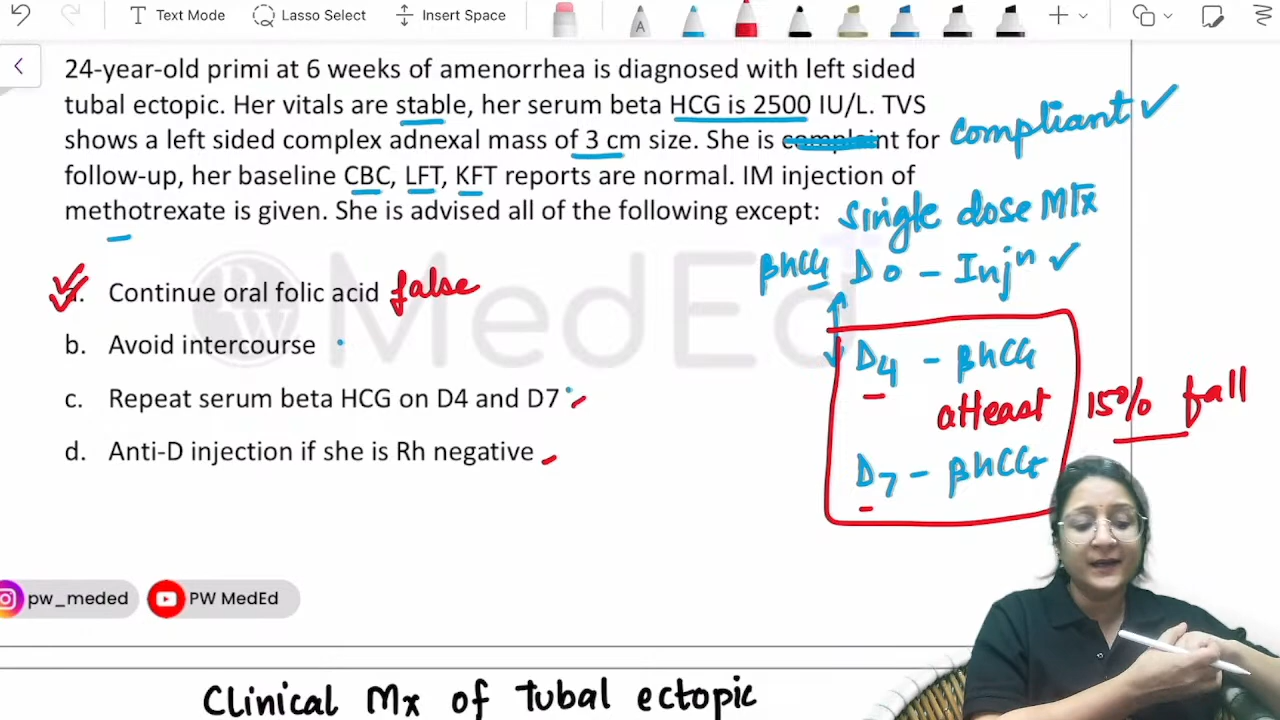 Text Mode Lasso Select Insert Space
24-year-old primi at 6 weeks of amenorrhea is diagnosed with left sided
tubal ectopic. Her vitals are stable, her serum beta HCG is 2500 IU/L. TVS
shows a left sided complex adnexal mass of 3 cm size. She is complaint for
compliant ✓
follow-up, her baseline CBC, LFT, KFT reports are normal. IM injection of
methotrexate is given. She is advised all of the following except:
single dose MTx
βhCG D0 - Injⁿ ✓
a. Continue oral folic acid false
b. Avoid intercourse
D4 - βhCG
c. Repeat serum beta HCG on D4 and D7
atleast 15% fall
d. Anti-D injection if she is Rh negative
D7 - βhCG
PW MedEd
pw_meded PW MedEd
Clinical Mx of Tubal ectopic